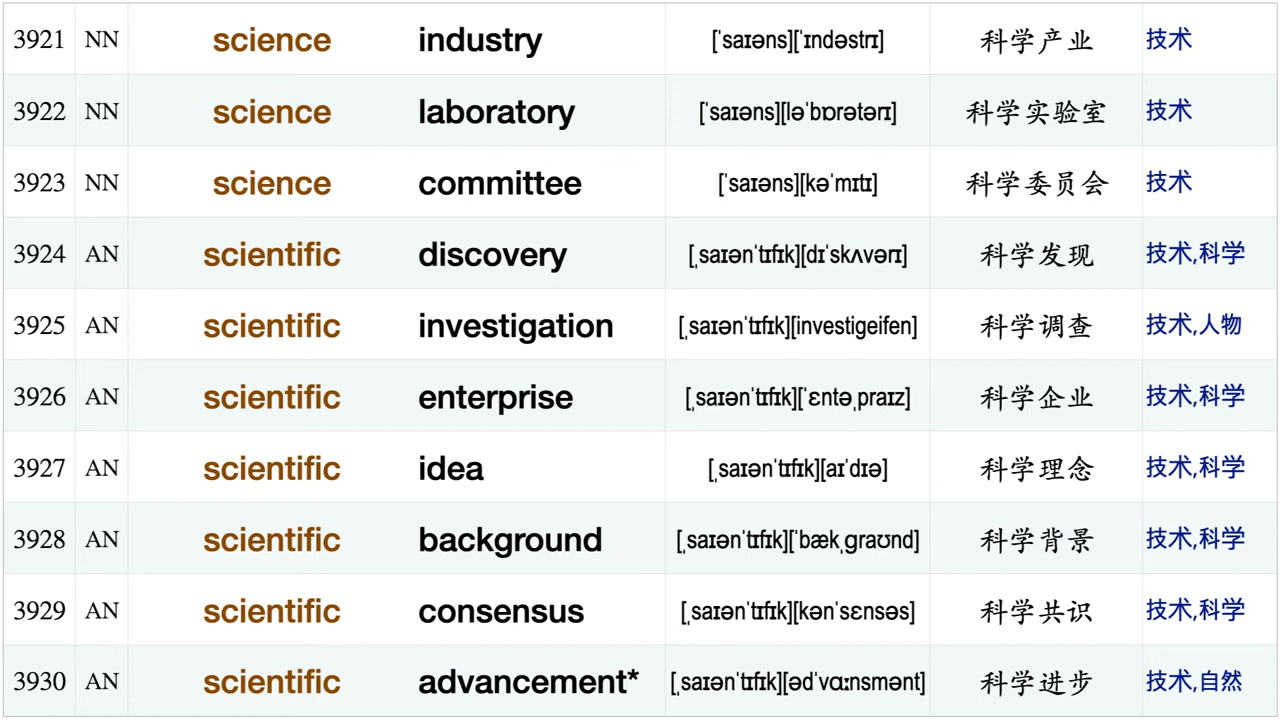 3921 NN science industry [ˈsaɪəns][ˈɪndəstrɪ] 科学产业 技术
3922 NN science laboratory [ˈsaɪəns][ləˈbɒrətərɪ] 科学实验室 技术
3923 NN science committee [ˈsaɪəns][kəˈmɪtɪ] 科学委员会 技术
3924 AN scientific discovery [ˌsaɪənˈtɪfɪk][dɪˈskʌvərɪ] 科学发现 技术,科学
3925 AN scientific investigation [ˌsaɪənˈtɪfɪk][investigeifen] 科学调查 技术,人物
3926 AN scientific enterprise [ˌsaɪənˈtɪfɪk][ˈɛntəˌpraɪz] 科学企业 技术,科学
3927 AN scientific idea [ˌsaɪənˈtɪfɪk][aɪˈdɪə] 科学理念 技术,科学
3928 AN scientific background [ˌsaɪənˈtɪfɪk][ˈbækˌɡraʊnd] 科学背景 技术,科学
3929 AN scientific consensus [ˌsaɪənˈtɪfɪk][kənˈsɛnsəs] 科学共识 技术,科学
3930 AN scientific advancement* [ˌsaɪənˈtɪfɪk][ədˈvɑːnsmənt] 科学进步 技术,自然